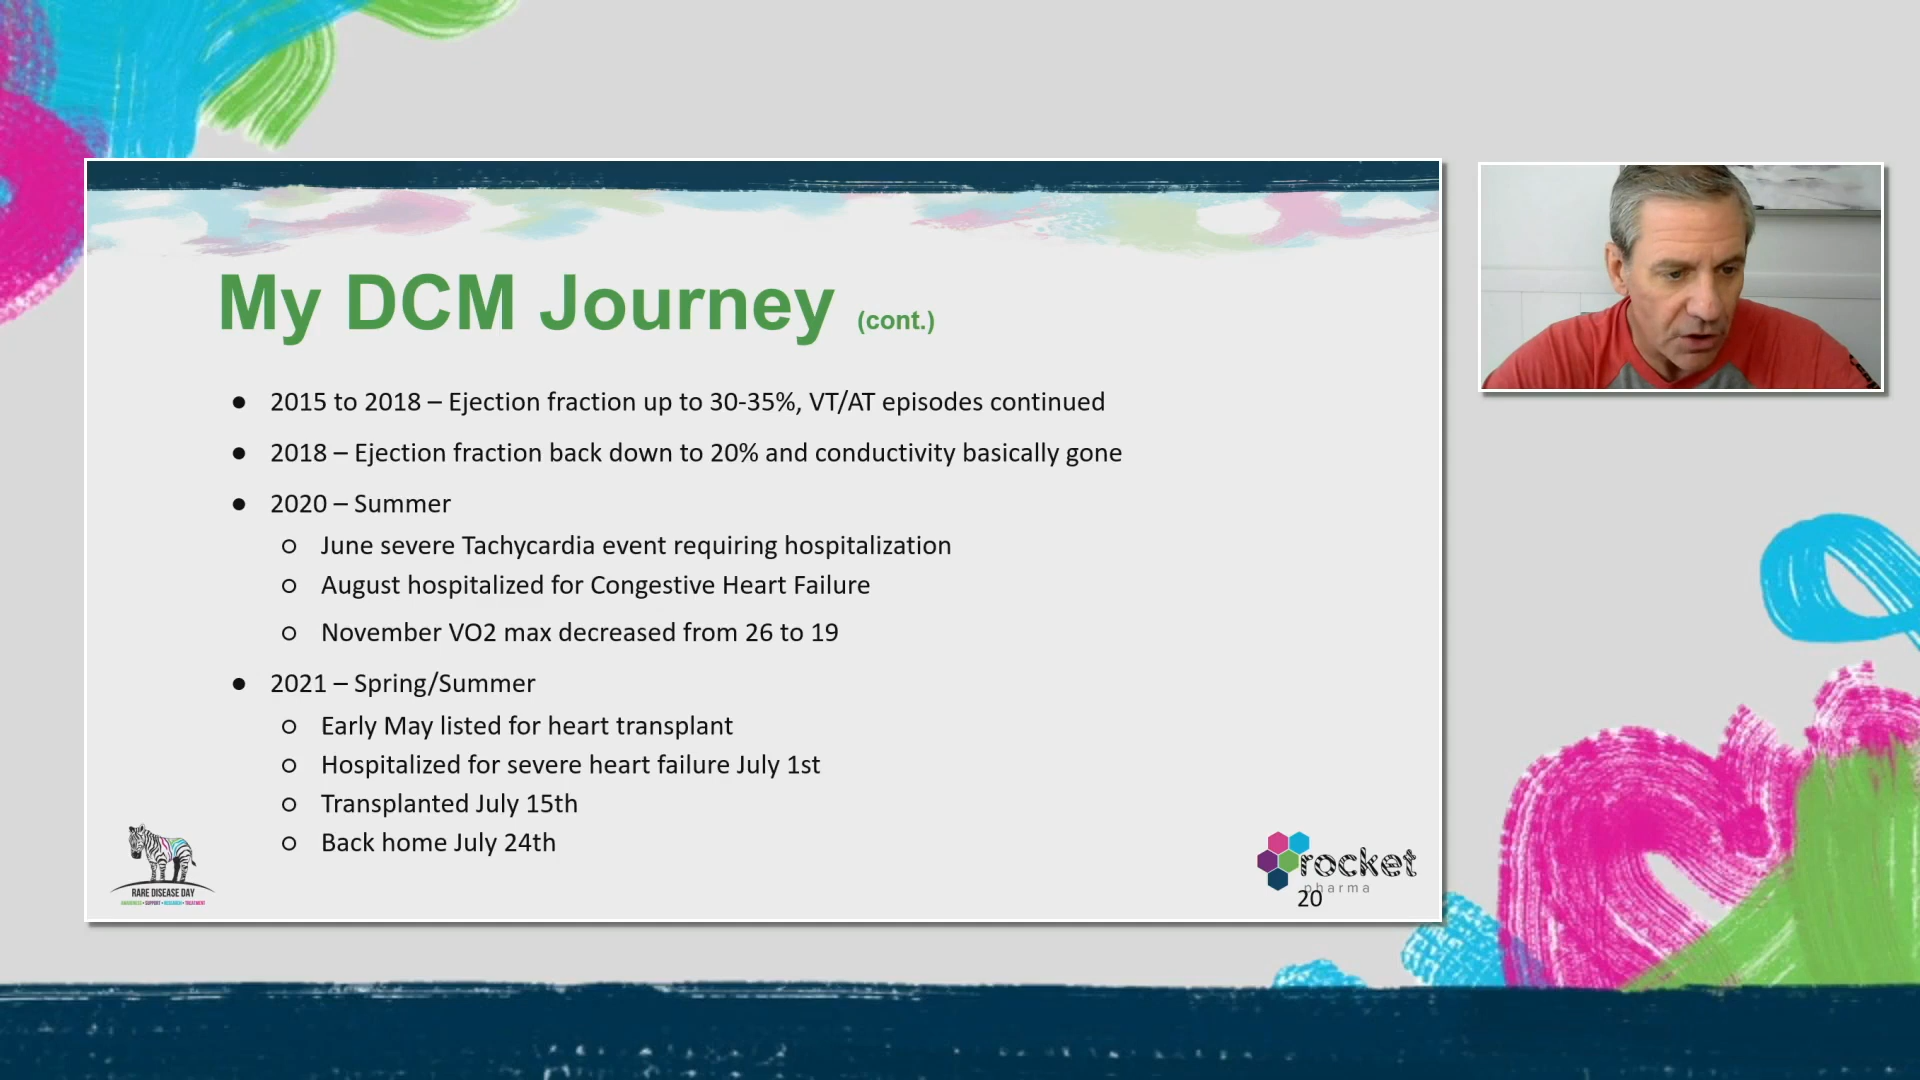 My DCM Journey (cont.)
● 2015 to 2018 – Ejection fraction up to 30-35%, VT/AT episodes continued
● 2018 – Ejection fraction back down to 20% and conductivity basically gone
● 2020 – Summer
○ June severe Tachycardia event requiring hospitalization
○ August hospitalized for Congestive Heart Failure
○ November VO2 max decreased from 26 to 19
● 2021 – Spring/Summer
○ Early May listed for heart transplant
○ Hospitalized for severe heart failure July 1st
○ Transplanted July 15th
○ Back home July 24th
RARE DISEASE DAY
AWARENESS • SUPPORT • RESEARCH • TREATMENT
rocket
pharma
20